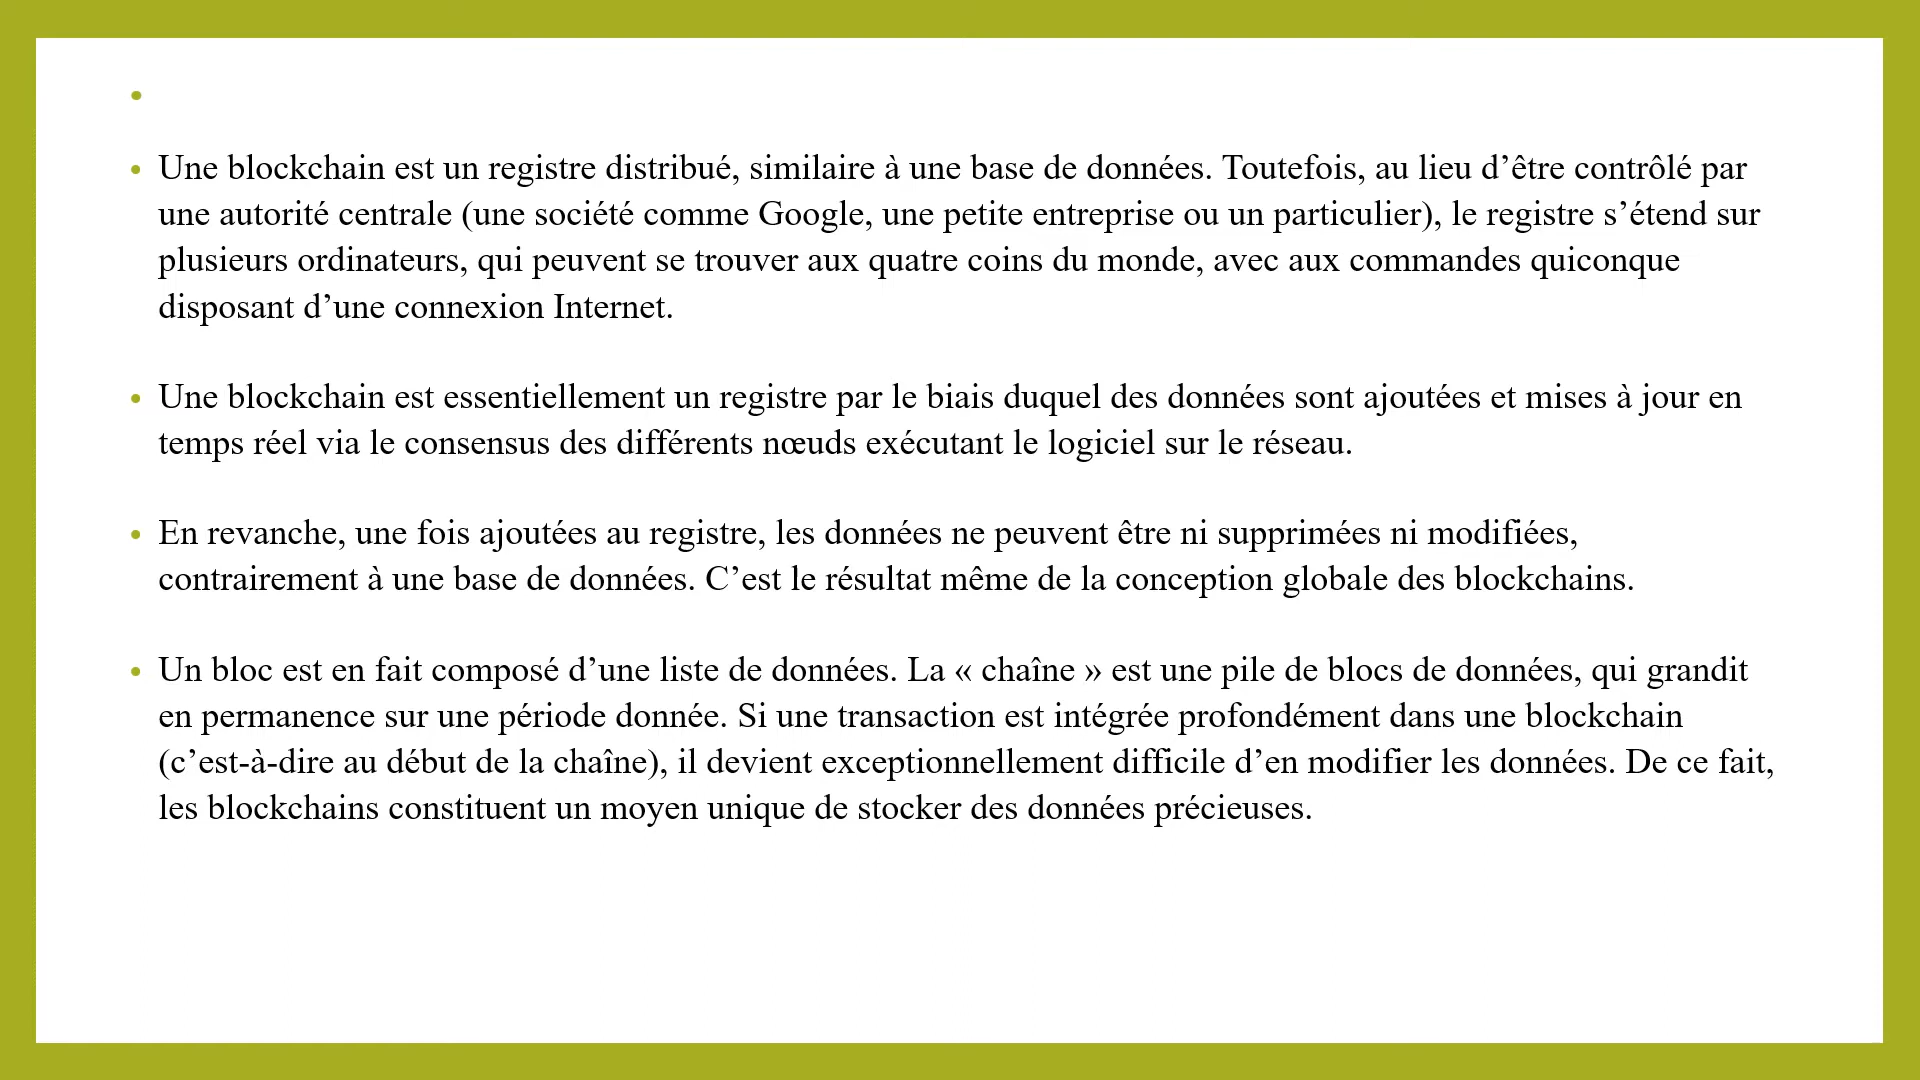 •
• Une blockchain est un registre distribué, similaire à une base de données. Toutefois, au lieu d’être contrôlé par
une autorité centrale (une société comme Google, une petite entreprise ou un particulier), le registre s’étend sur
plusieurs ordinateurs, qui peuvent se trouver aux quatre coins du monde, avec aux commandes quiconque
disposant d’une connexion Internet.
• Une blockchain est essentiellement un registre par le biais duquel des données sont ajoutées et mises à jour en
temps réel via le consensus des différents nœuds exécutant le logiciel sur le réseau.
• En revanche, une fois ajoutées au registre, les données ne peuvent être ni supprimées ni modifiées,
contrairement à une base de données. C’est le résultat même de la conception globale des blockchains.
• Un bloc est en fait composé d’une liste de données. La « chaîne » est une pile de blocs de données, qui grandit
en permanence sur une période donnée. Si une transaction est intégrée profondément dans une blockchain
(c’est-à-dire au début de la chaîne), il devient exceptionnellement difficile d’en modifier les données. De ce fait,
les blockchains constituent un moyen unique de stocker des données précieuses.